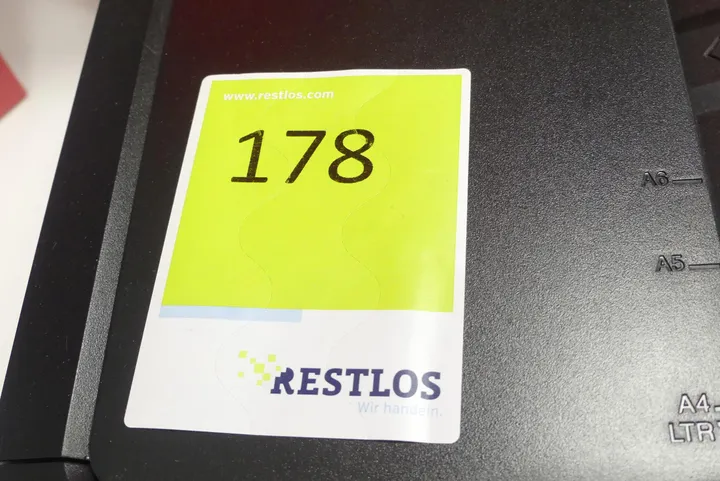 www.restlos.com
178
RESTLOS
Wir handeln.
A6
A5
A4
LTR